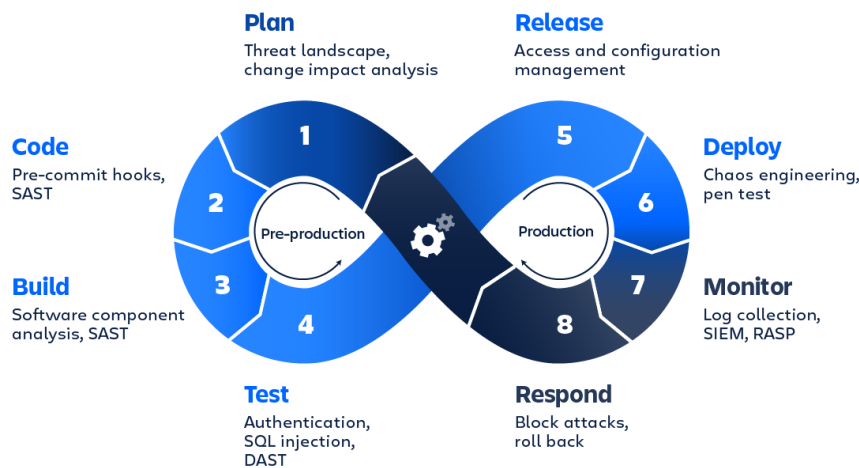 Plan
Threat landscape,
change impact analysis
Release
Access and configuration
management
Code
Pre-commit hooks,
SAST
Deploy
Chaos engineering,
pen test
1
2
3
4
5
6
7
8
Pre-production
Production
Build
Software component
analysis, SAST
Monitor
Log collection,
SIEM, RASP
Test
Authentication,
SQL injection,
DAST
Respond
Block attacks,
roll back